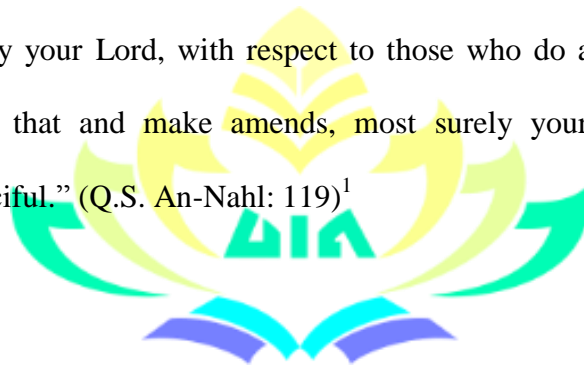 y your Lord, with respect to those who do a
that and make amends, most surely your
ciful.” (Q.S. An-Nahl: 119)1
UIN